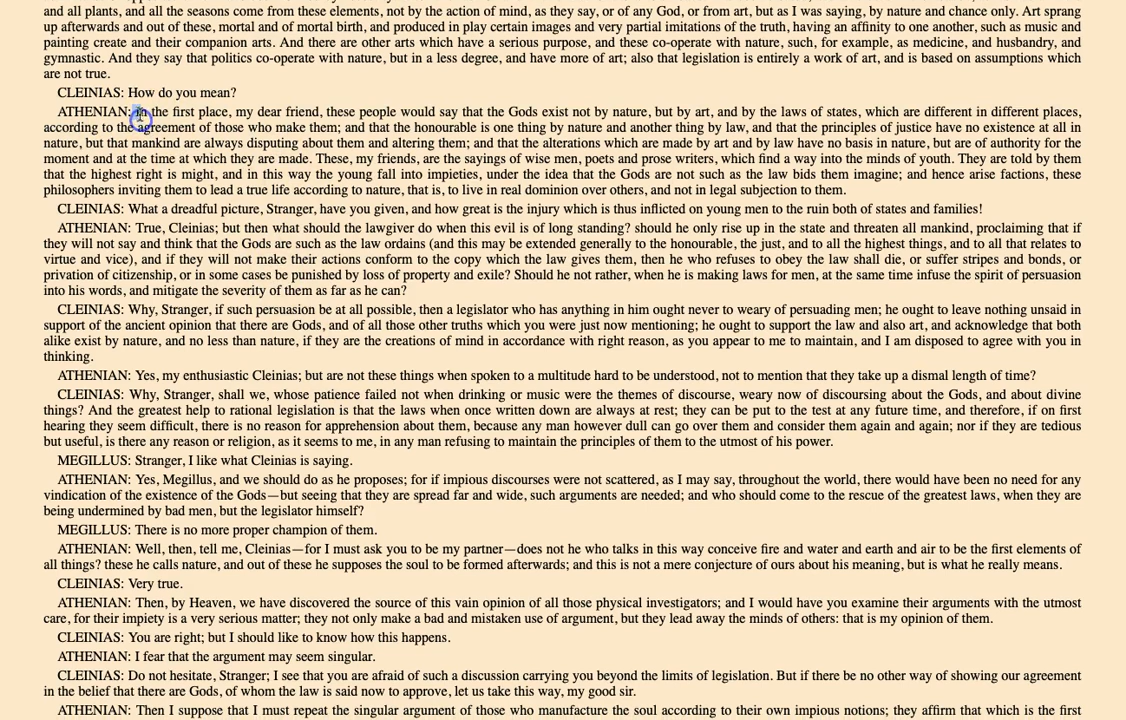 and all plants, and all the seasons come from these elements, not by the action of mind, as they say, or of any God, or from art, but as I was saying, by nature and chance only. Art sprang
up afterwards and out of these, mortal and of mortal birth, and produced in play certain images and very partial imitations of the truth, having an affinity to one another, such as music and
painting create and their companion arts. And there are other arts which have a serious purpose, and these co-operate with nature, such, for example, as medicine, and husbandry, and
gymnastic. And they say that politics co-operate with nature, but in a less degree, and have more of art; also that legislation is entirely a work of art, and is based on assumptions which
are not true.
CLEINIAS: How do you mean?
ATHENIAN: In the first place, my dear friend, these people would say that the Gods exist not by nature, but by art, and by the laws of states, which are different in different places,
according to the agreement of those who make them; and that the honourable is one thing by nature and another thing by law, and that the principles of justice have no existence at all in
nature, but that mankind are always disputing about them and altering them; and that the alterations which are made by art and by law have no basis in nature, but are of authority for the
moment and at the time at which they are made. These, my friends, are the sayings of wise men, poets and prose writers, which find a way into the minds of youth. They are told by them
that the highest right is might, and in this way the young fall into impieties, under the idea that the Gods are not such as the law bids them imagine; and hence arise factions, these
philosophers inviting them to lead a true life according to nature, that is, to live in real dominion over others, and not in legal subjection to them.
CLEINIAS: What a dreadful picture, Stranger, have you given, and how great is the injury which is thus inflicted on young men to the ruin both of states and families!
ATHENIAN: True, Cleinias; but then what should the lawgiver do when this evil is of long standing? should he only rise up in the state and threaten all mankind, proclaiming that if
they will not say and think that the Gods are such as the law ordains (and this may be extended generally to the honourable, the just, and to all the highest things, and to all that relates to
virtue and vice), and if they will not make their actions conform to the copy which the law gives them, then he who refuses to obey the law shall die, or suffer stripes and bonds, or
privation of citizenship, or in some cases be punished by loss of property and exile? Should he not rather, when he is making laws for men, at the same time infuse the spirit of persuasion
into his words, and mitigate the severity of them as far as he can?
CLEINIAS: Why, Stranger, if such persuasion be at all possible, then a legislator who has anything in him ought never to weary of persuading men; he ought to leave nothing unsaid in
support of the ancient opinion that there are Gods, and of all those other truths which you were just now mentioning; he ought to support the law and also art, and acknowledge that both
alike exist by nature, and no less than nature, if they are the creations of mind in accordance with right reason, as you appear to me to maintain, and I am disposed to agree with you in
thinking.
ATHENIAN: Yes, my enthusiastic Cleinias; but are not these things when spoken to a multitude hard to be understood, not to mention that they take up a dismal length of time?
CLEINIAS: Why, Stranger, shall we, whose patience failed not when drinking or music were the themes of discourse, weary now of discoursing about the Gods, and about divine
things? And the greatest help to rational legislation is that the laws when once written down are always at rest; they can be put to the test at any future time, and therefore, if on first
hearing they seem difficult, there is no reason for apprehension about them, because any man however dull can go over them and consider them again and again; nor if they are tedious
but useful, is there any reason or religion, as it seems to me, in any man refusing to maintain the principles of them to the utmost of his power.
MEGILLUS: Stranger, I like what Cleinias is saying.
ATHENIAN: Yes, Megillus, and we should do as he proposes; for if impious discourses were not scattered, as I may say, throughout the world, there would have been no need for any
vindication of the existence of the Gods—but seeing that they are spread far and wide, such arguments are needed; and who should come to the rescue of the greatest laws, when they are
being undermined by bad men, but the legislator himself?
MEGILLUS: There is no more proper champion of them.
ATHENIAN: Well, then, tell me, Cleinias—for I must ask you to be my partner—does not he who talks in this way conceive fire and water and earth and air to be the first elements of
all things? these he calls nature, and out of these he supposes the soul to be formed afterwards; and this is not a mere conjecture of ours about his meaning, but is what he really means.
CLEINIAS: Very true.
ATHENIAN: Then, by Heaven, we have discovered the source of this vain opinion of all those physical investigators; and I would have you examine their arguments with the utmost
care, for their impiety is a very serious matter; they not only make a bad and mistaken use of argument, but they lead away the minds of others: that is my opinion of them.
CLEINIAS: You are right; but I should like to know how this happens.
ATHENIAN: I fear that the argument may seem singular.
CLEINIAS: Do not hesitate, Stranger; I see that you are afraid of such a discussion carrying you beyond the limits of legislation. But if there be no other way of showing our agreement
in the belief that there are Gods, of whom the law is said now to approve, let us take this way, my good sir.
ATHENIAN: Then I suppose that I must repeat the singular argument of those who manufacture the soul according to their own impious notions; they affirm that which is the first